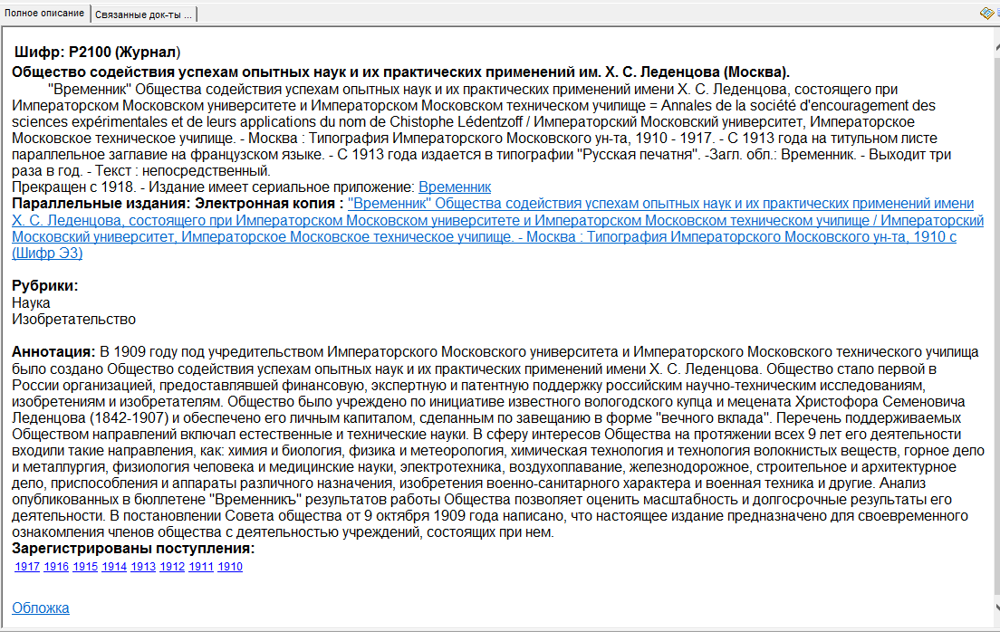 Полное описание Связанные док-ты ...
Шифр: Р2100 (Журнал)
Общество содействия успехам опытных наук и их практических применений им. Х. С. Леденцова (Москва).
"Временник" Общества содействия успехам опытных наук и их практических применений имени Х. С. Леденцова, состоящего при
Императорском Московском университете и Императорском Московском техническом училище = Annales de la société d'encouragement des
sciences expérimentales et de leurs applications du nom de Chistophe Lédentzoff / Императорский Московский университет, Императорское
Московское техническое училище. - Москва : Типография Императорского Московского ун-та, 1910 - 1917. - С 1913 года на титульном листе
параллельное заглавие на французском языке. - С 1913 года издается в типографии "Русская печатня". -Загл. обл.: Временник. - Выходит три
раза в год. - Текст : непосредственный.
Прекращен с 1918. - Издание имеет сериальное приложение: Временник
Параллельные издания: Электронная копия : "Временник" Общества содействия успехам опытных наук и их практических применений имени
Х. С. Леденцова, состоящего при Императорском Московском университете и Императорском Московском техническом училище / Императорский
Московский университет, Императорское Московское техническое училище. - Москва : Типография Императорского Московского ун-та, 1910 с
(Шифр ЭЗ)
Рубрики:
Наука
Изобретательство
Аннотация: В 1909 году под учредительством Императорского Московского университета и Императорского Московского технического училища
было создано Общество содействия успехам опытных наук и их практических применений имени Х. С. Леденцова. Общество стало первой в
России организацией, предоставлявшей финансовую, экспертную и патентную поддержку российским научно-техническим исследованиям,
изобретениям и изобретателям. Общество было учреждено по инициативе известного вологодского купца и мецената Христофора Семеновича
Леденцова (1842-1907) и обеспечено его личным капиталом, сделанным по завещанию в форме "вечного вклада". Перечень поддерживаемых
Обществом направлений включал естественные и технические науки. В сферу интересов Общества на протяжении всех 9 лет его деятельности
входили такие направления, как: химия и биология, физика и метеорология, химическая технология и технология волокнистых веществ, горное дело
и металлургия, физиология человека и медицинские науки, электротехника, воздухоплавание, железнодорожное, строительное и архитектурное
дело, приспособления и аппараты различного назначения, изобретения военно-санитарного характера и военная техника и другие. Анализ
опубликованных в бюллетене "Временникъ" результатов работы Общества позволяет оценить масштабность и долгосрочные результаты его
деятельности. В постановлении Совета общества от 9 октября 1909 года написано, что настоящее издание предназначено для своевременного
ознакомления членов общества с деятельностью учреждений, состоящих при нем.
Зарегистрированы поступления:
1917 1916 1915 1914 1913 1912 1911 1910
Обложка